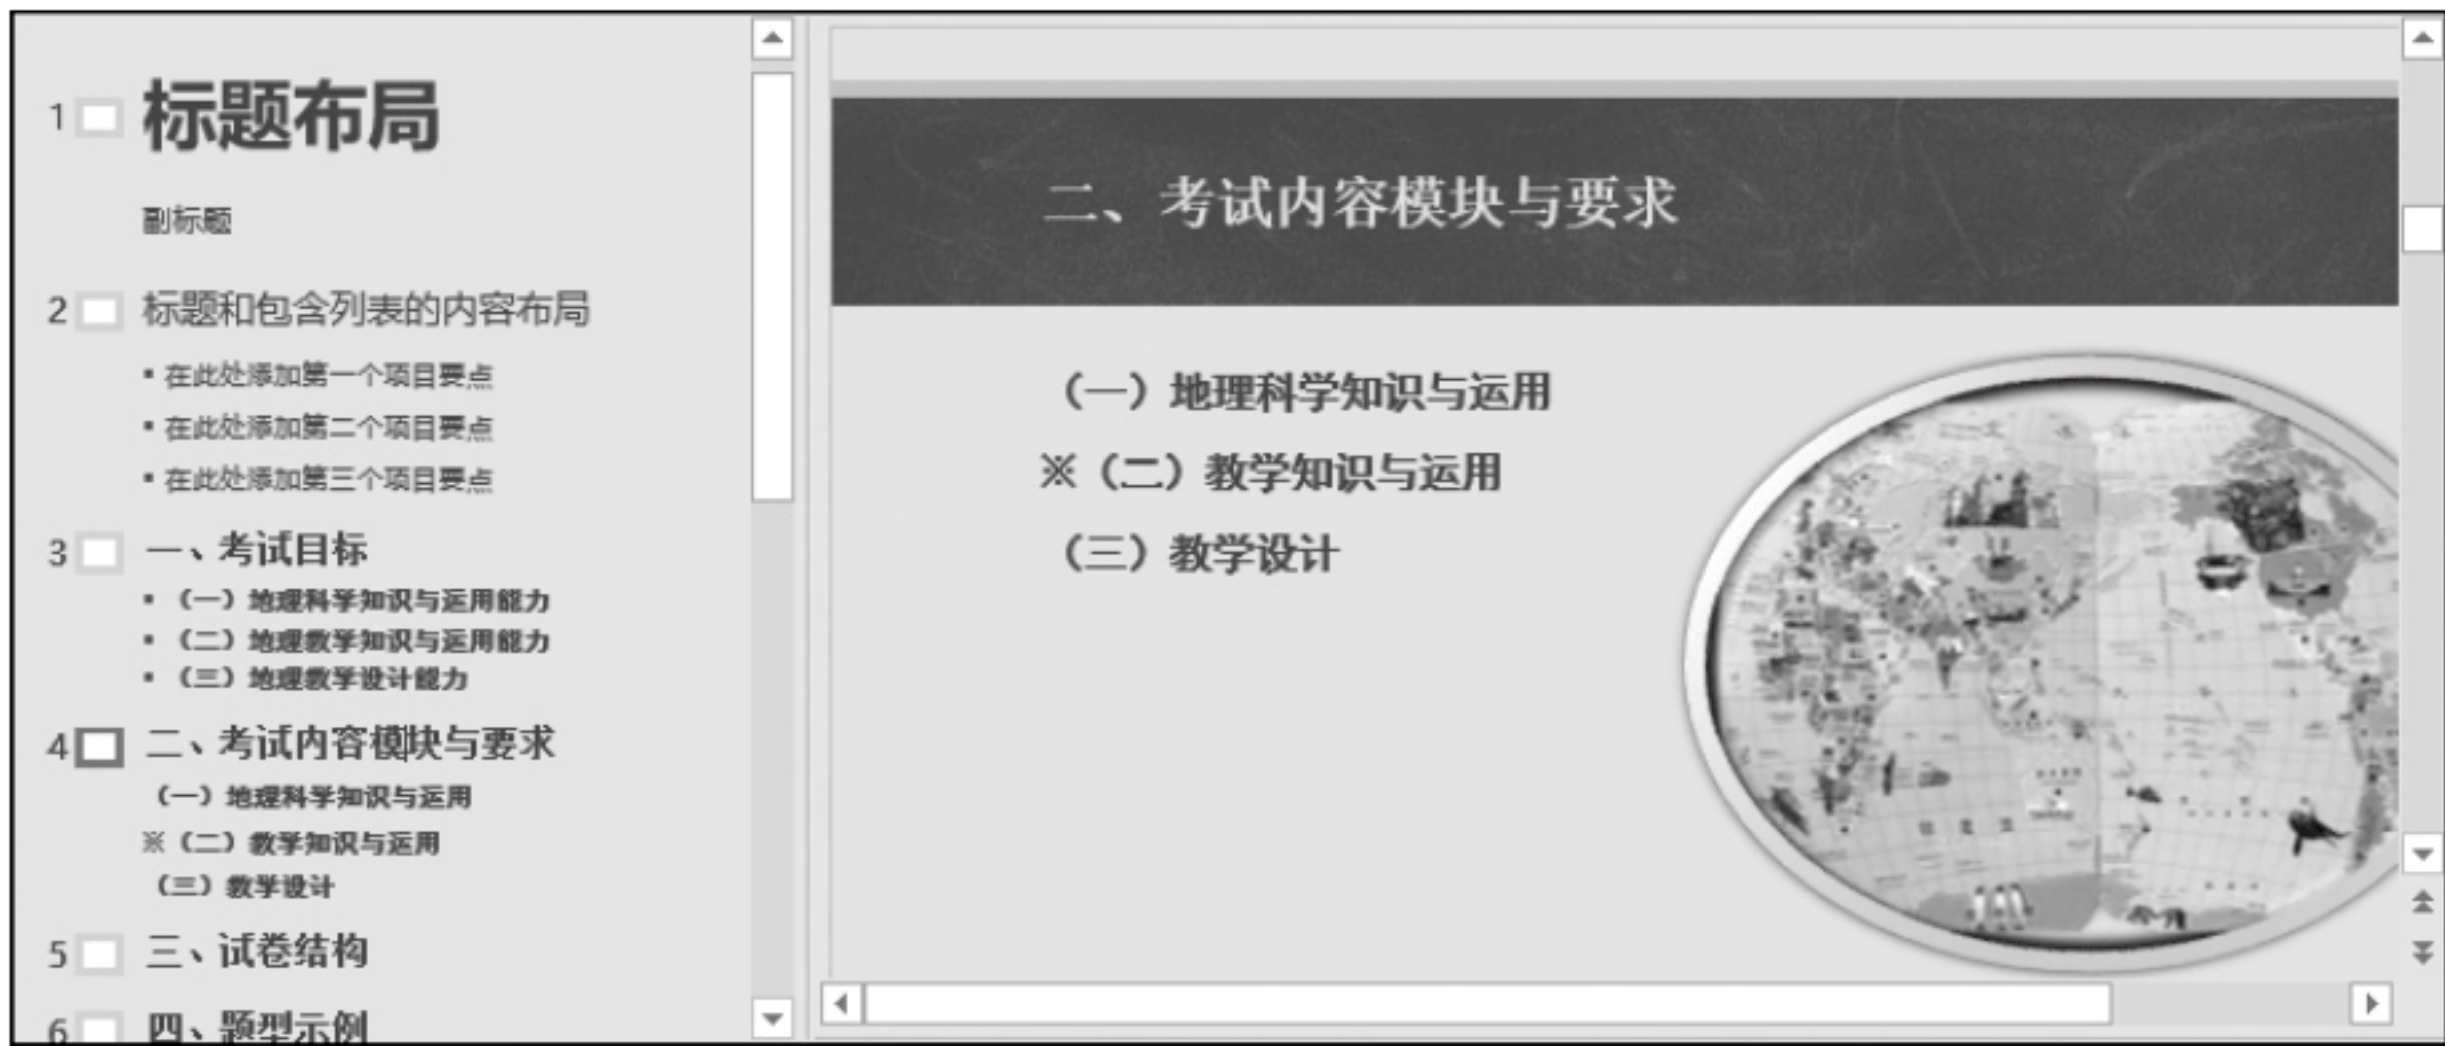 1 标题布局
副标题
2 标题和包含列表的内容布局
▪ 在此处添加第一个项目要点
▪ 在此处添加第二个项目要点
▪ 在此处添加第三个项目要点
3 一、考试目标
▪ （一）地理科学知识与运用能力
▪ （二）地理教学知识与运用能力
▪ （三）地理教学设计能力
4 二、考试内容模块与要求
（一）地理科学知识与运用
※（二）教学知识与运用
（三）教学设计
5 三、试卷结构
6 四、题型示例
二、考试内容模块与要求
（一）地理科学知识与运用
※（二）教学知识与运用
（三）教学设计